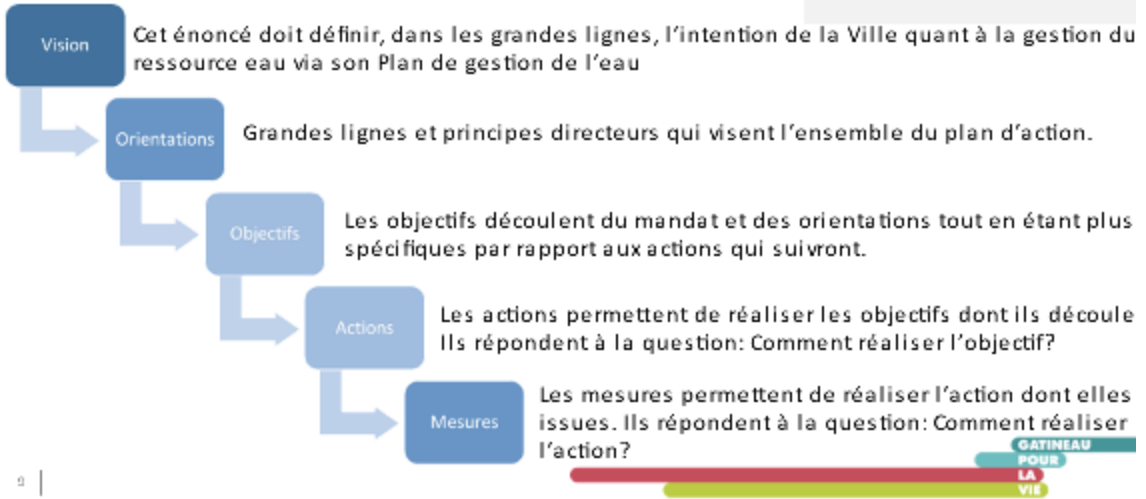 Vision
Cet énoncé doit définir, dans les grandes lignes, l'intention de la Ville quant à la gestion du
ressource eau via son Plan de gestion de l'eau
Orientations
Grandes lignes et principes directeurs qui visent l'ensemble du plan d'action.
Objectifs
Les objectifs découlent du mandat et des orientations tout en étant plus
spécifiques par rapport aux actions qui suivront.
Actions
Les actions permettent de réaliser les objectifs dont ils découle
Ils répondent à la question: Comment réaliser l'objectif?
Mesures
Les mesures permettent de réaliser l'action dont elles
issues. Ils répondent à la question: Comment réaliser
l'action?
GATINEAU
POUR
LA
VIE